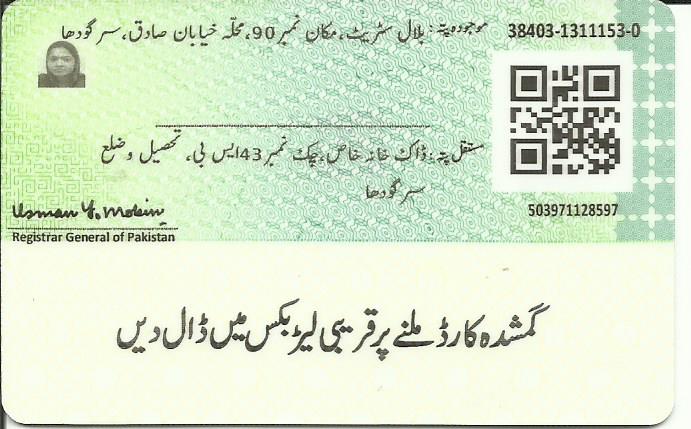 موجودہ پتہ: بلال سٹریٹ، مکان نمبر 90، محلہ خیابان صادق، سرگودھا
38403-1311153-0
مستقل پتہ: ڈاک خانہ خاص، چک نمبر 43 ایس بی، تحصیل و ضلع
سرگودھا
503971128597
Usman Y. Mobin
Registrar General of Pakistan
گمشدہ کارڈ ملنے پر قریبی لیٹر بکس میں ڈال دیں